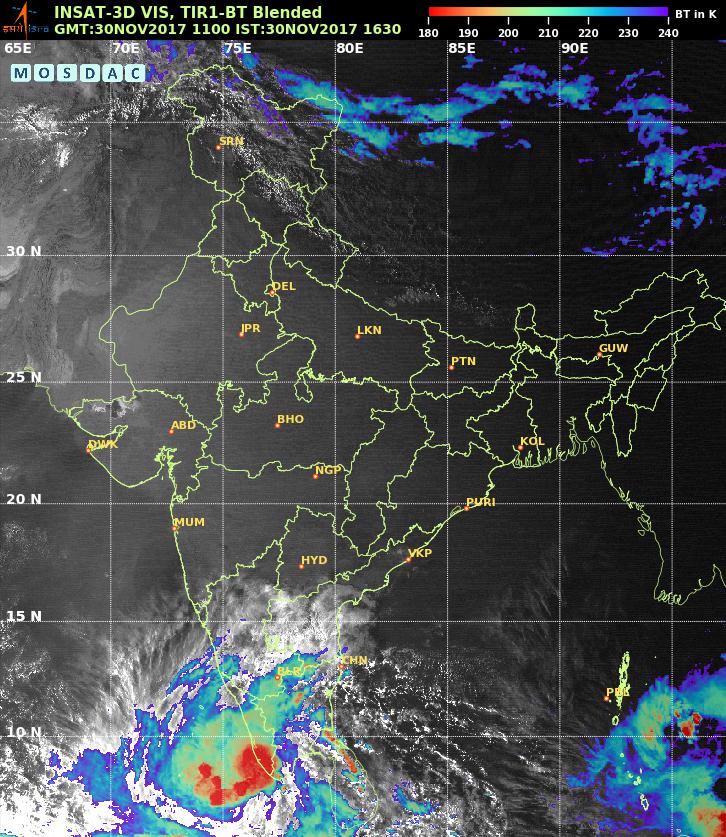 INSAT-3D VIS, TIR1-BT Blended
GMT:30NOV2017 1100 IST:30NOV2017 1630
BT in K
180 190 200 210 220 230 240
65E 70E 75E 80E 85E 90E
MOSDAC
SRN
30 N
DEL
JPR LKN
GUW
PTN
25 N
ABD BHO
DWK KOL
NGP
20 N PURI
MUM
VKP
HYD
15 N
CHN
BLR
PBL
10 N